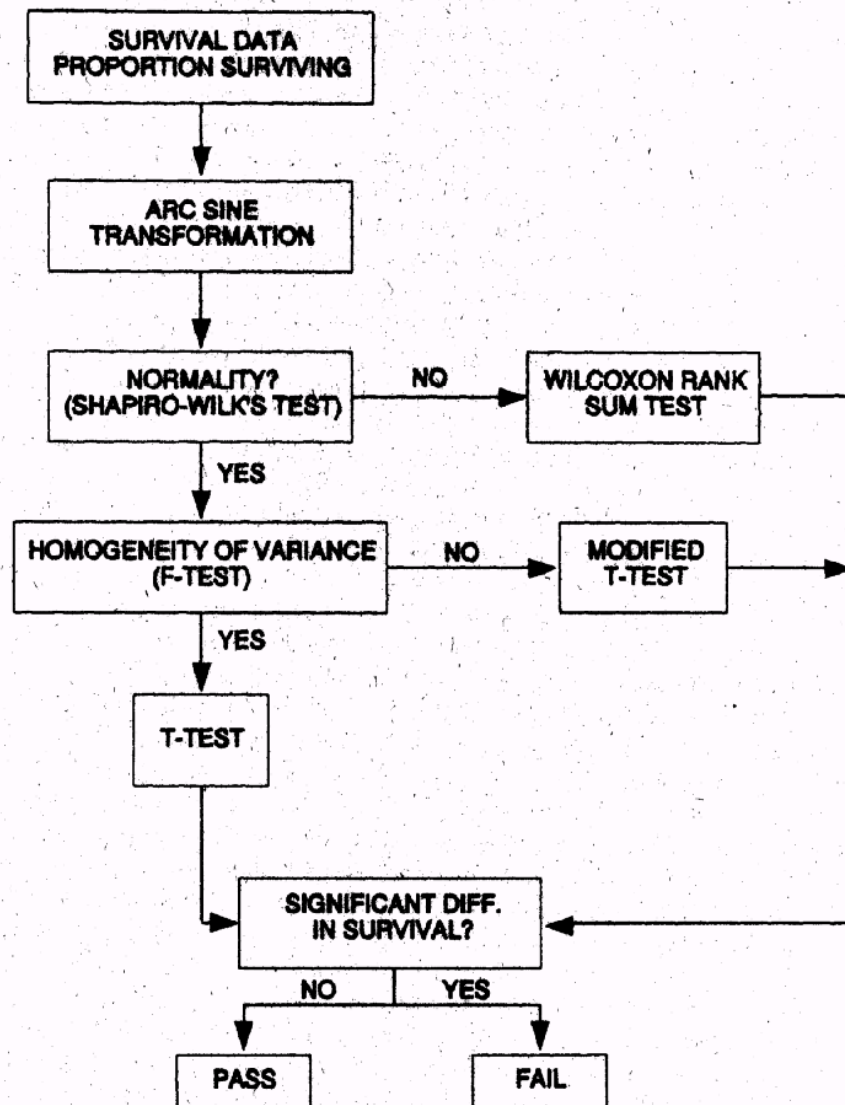 SURVIVAL DATA
PROPORTION SURVIVING
ARC SINE
TRANSFORMATION
NORMALITY?
(SHAPIRO-WILK'S TEST)
NO
WILCOXON RANK
SUM TEST
YES
HOMOGENEITY OF VARIANCE
(F-TEST)
NO
MODIFIED
T-TEST
YES
T-TEST
SIGNIFICANT DIFF.
IN SURVIVAL?
NO
YES
PASS
FAIL